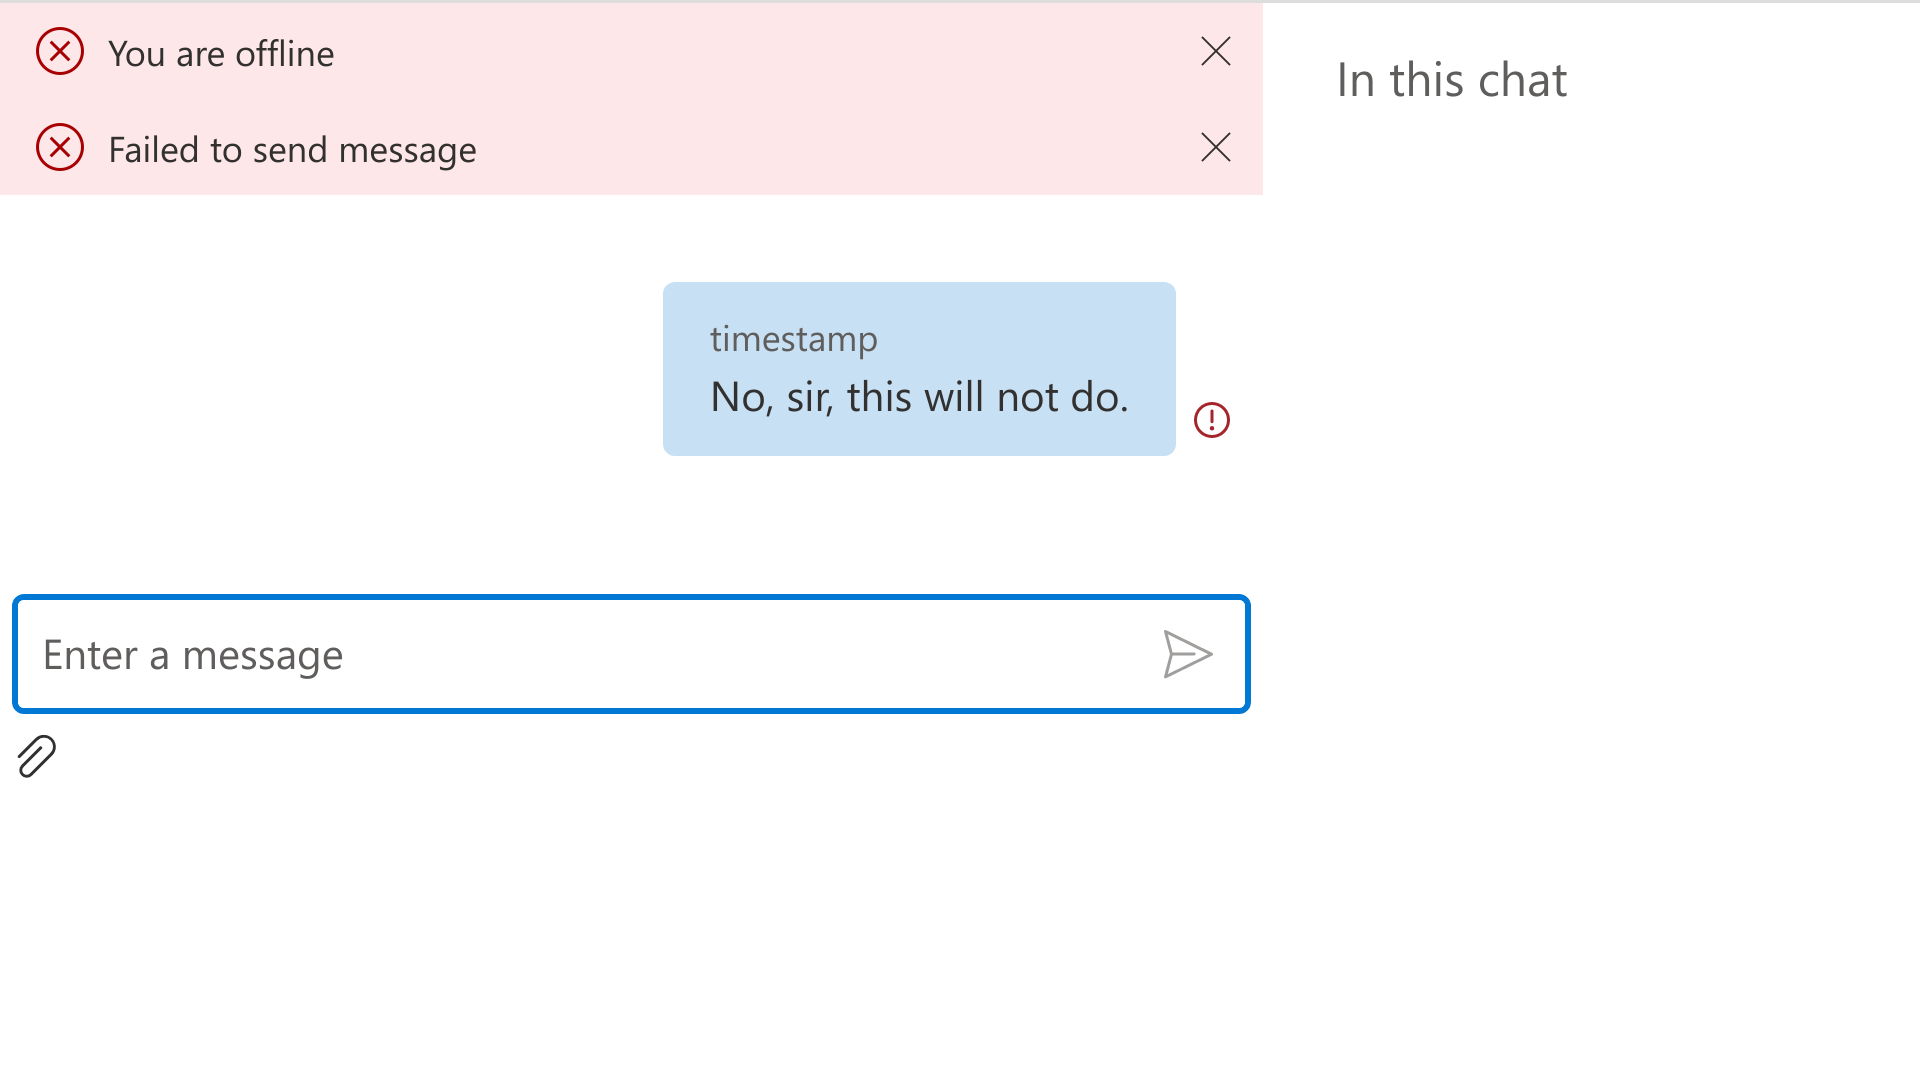 You are offline
Failed to send message
In this chat
timestamp
No, sir, this will not do.
Enter a message